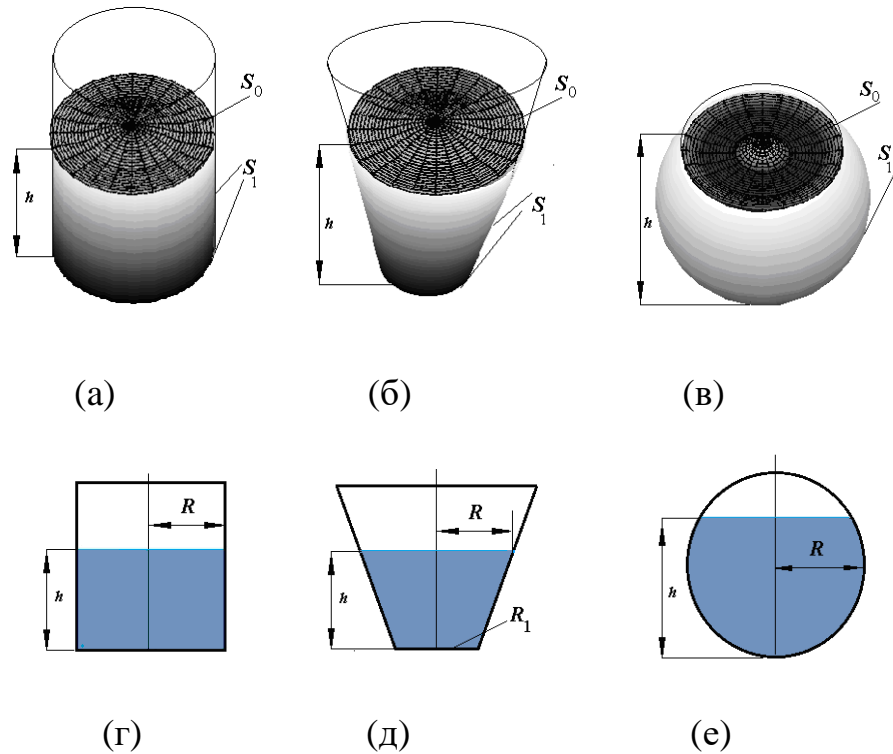 S₀ S₀ S₀
S₁ S₁ S₁
h h h
(а) (б) (в)
R R R
h h h
R₁
(г) (д) (е)